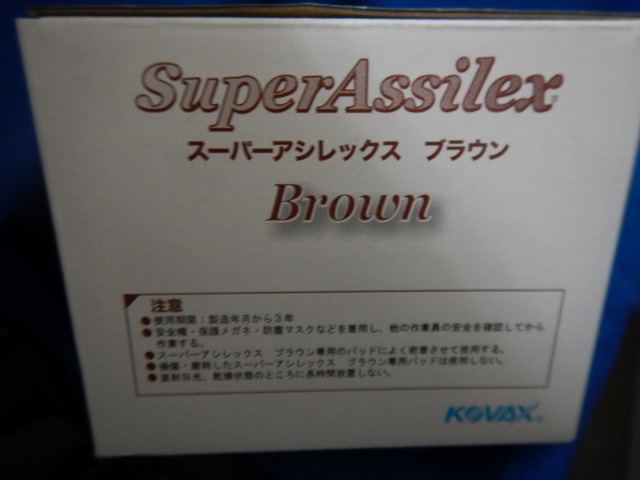 SuperAssilex®
スーパーアシレックス ブラウン
Brown
注意
●使用期限：製造年月から3年
●安全帽・保護メガネ・防塵マスクなどを着用し、他の作業員の安全を確認してから
作業する。
●スーパーアシレックス ブラウン専用のパッドによく密着させて使用する。
●損傷・磨耗したスーパーアシレックス ブラウン専用パッドは使用しない。
●直射日光、乾燥状態のところに長時間放置しない。
KOVAX®